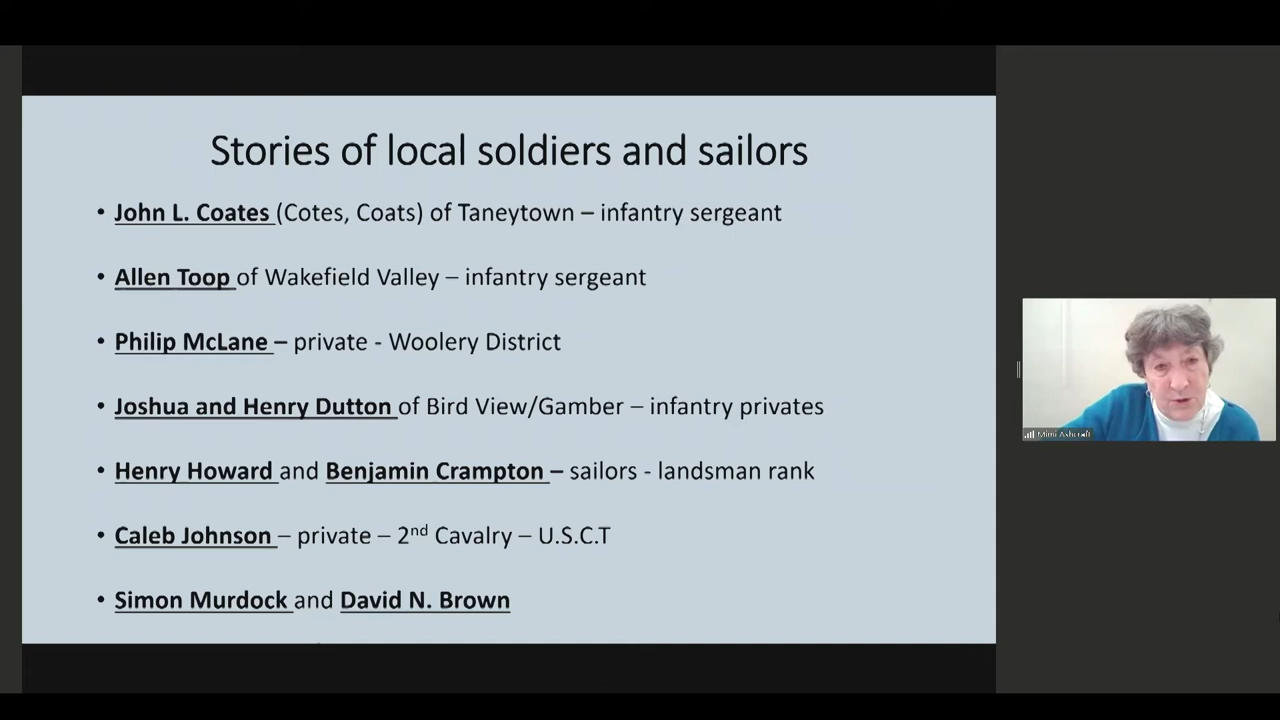 Stories of local soldiers and sailors
• John L. Coates (Cotes, Coats) of Taneytown – infantry sergeant
• Allen Toop of Wakefield Valley – infantry sergeant
• Philip McLane – private - Woolery District
• Joshua and Henry Dutton of Bird View/Gamber – infantry privates
• Henry Howard and Benjamin Crampton – sailors - landsman rank
• Caleb Johnson – private – 2nd Cavalry – U.S.C.T
• Simon Murdock and David N. Brown
Mimi Ashcraft